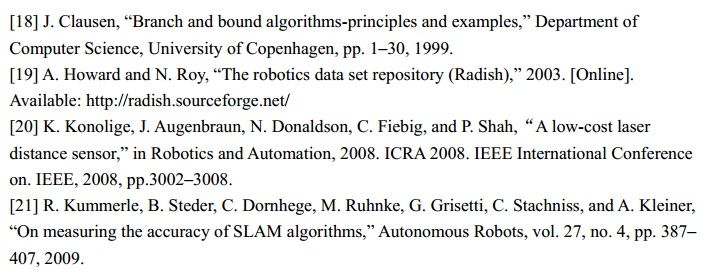 [18] J. Clausen, “Branch and bound algorithms-principles and examples,” Department of
Computer Science, University of Copenhagen, pp. 1–30, 1999.
[19] A. Howard and N. Roy, “The robotics data set repository (Radish),” 2003. [Online].
Available: http://radish.sourceforge.net/
[20] K. Konolige, J. Augenbraun, N. Donaldson, C. Fiebig, and P. Shah, “A low-cost laser
distance sensor,” in Robotics and Automation, 2008. ICRA 2008. IEEE International Conference
on. IEEE, 2008, pp.3002–3008.
[21] R. Kummerle, B. Steder, C. Dornhege, M. Ruhnke, G. Grisetti, C. Stachniss, and A. Kleiner,
“On measuring the accuracy of SLAM algorithms,” Autonomous Robots, vol. 27, no. 4, pp. 387–
407, 2009.